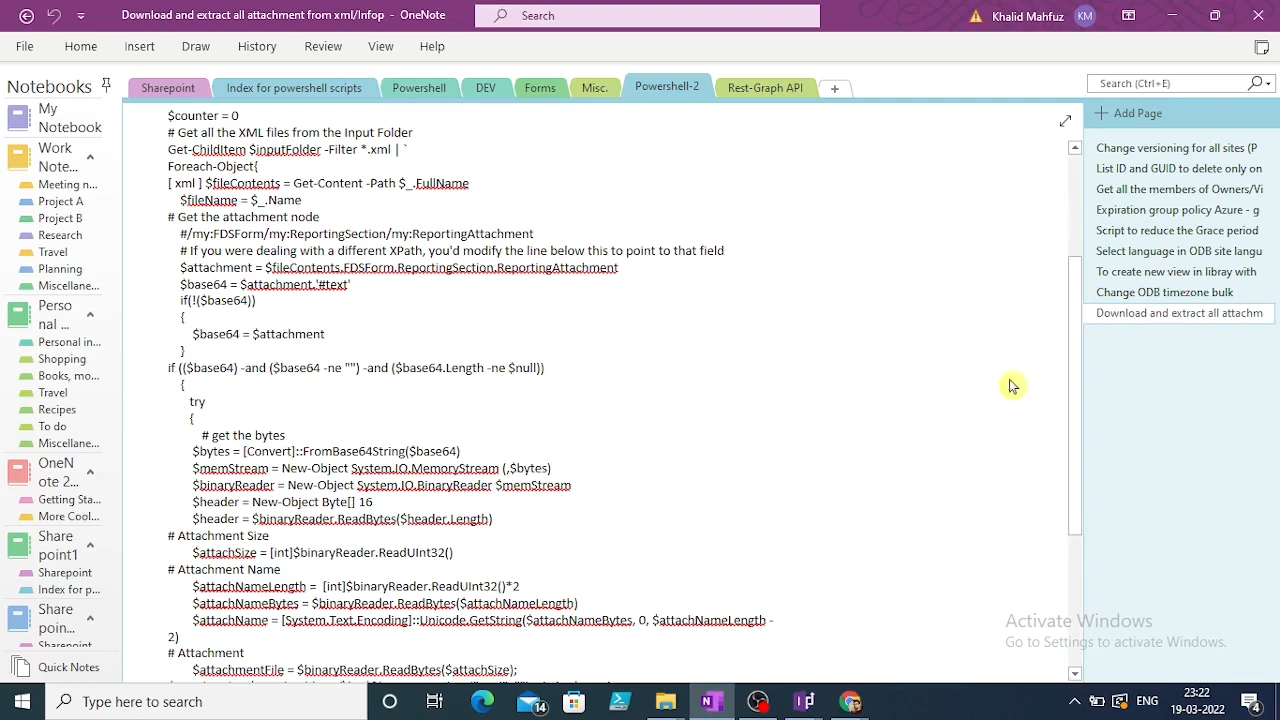 Download and extract all attachments from xml/Infop... - OneNote
Search
Khalid Mahfuz
KM
File
Home
Insert
Draw
History
Review
View
Help
Notebooks
Sharepoint
Index for powershell scripts
Powershell
DEV
Forms
Misc.
Powershell-2
Rest-Graph API
+
Search (Ctrl+E)
My
Notebook
Work
Note...
Meeting n...
Project A
Project B
Research
Travel
Planning
Miscellane...
Perso
nal ...
Personal in...
Shopping
Books, mo...
Travel
Recipes
To do
Miscellane...
OneN
ote 2...
Getting Sta...
More Cool...
Share
point1
Sharepoint
Index for p...
Share
poin...
Sharepoint
Quick Notes
$counter = 0
# Get all the XML files from the Input Folder
Get-ChildItem $inputFolder -Filter *.xml | `
Foreach-Object{
[ xml ] $fileContents = Get-Content -Path $_.FullName
$fileName = $_.Name
# Get the attachment node
#/my:FDSForm/my:ReportingSection/my:ReportingAttachment
# If you were dealing with a different XPath, you'd modify the line below this to point to that field
$attachment = $fileContents.FDSForm.ReportingSection.ReportingAttachment
$base64 = $attachment.'#text'
if(!($base64))
{
$base64 = $attachment
}
if (($base64) -and ($base64 -ne "") -and ($base64.Length -ne $null))
{
try
{
# get the bytes
$bytes = [Convert]::FromBase64String($base64)
$memStream = New-Object System.IO.MemoryStream (,$bytes)
$binaryReader = New-Object System.IO.BinaryReader $memStream
$header = New-Object Byte[] 16
$header = $binaryReader.ReadBytes($header.Length)
# Attachment Size
$attachSize = [int]$binaryReader.ReadUInt32()
# Attachment Name
$attachNameLength = [int]$binaryReader.ReadUInt32()*2
$attachNameBytes = $binaryReader.ReadBytes($attachNameLength)
$attachName = [System.Text.Encoding]::Unicode.GetString($attachNameBytes, 0, $attachNameLength -
2)
# Attachment
$attachmentFile = $binaryReader.ReadBytes($attachSize);
Add Page
Change versioning for all sites (P
List ID and GUID to delete only on
Get all the members of Owners/Vi
Expiration group policy Azure - g
Script to reduce the Grace period
Select language in ODB site langu
To create new view in libray with
Change ODB timezone bulk
Download and extract all attachm
Activate Windows
Go to Settings to activate Windows.
Type here to search
14
ENG
23:22
19-03-2022
4